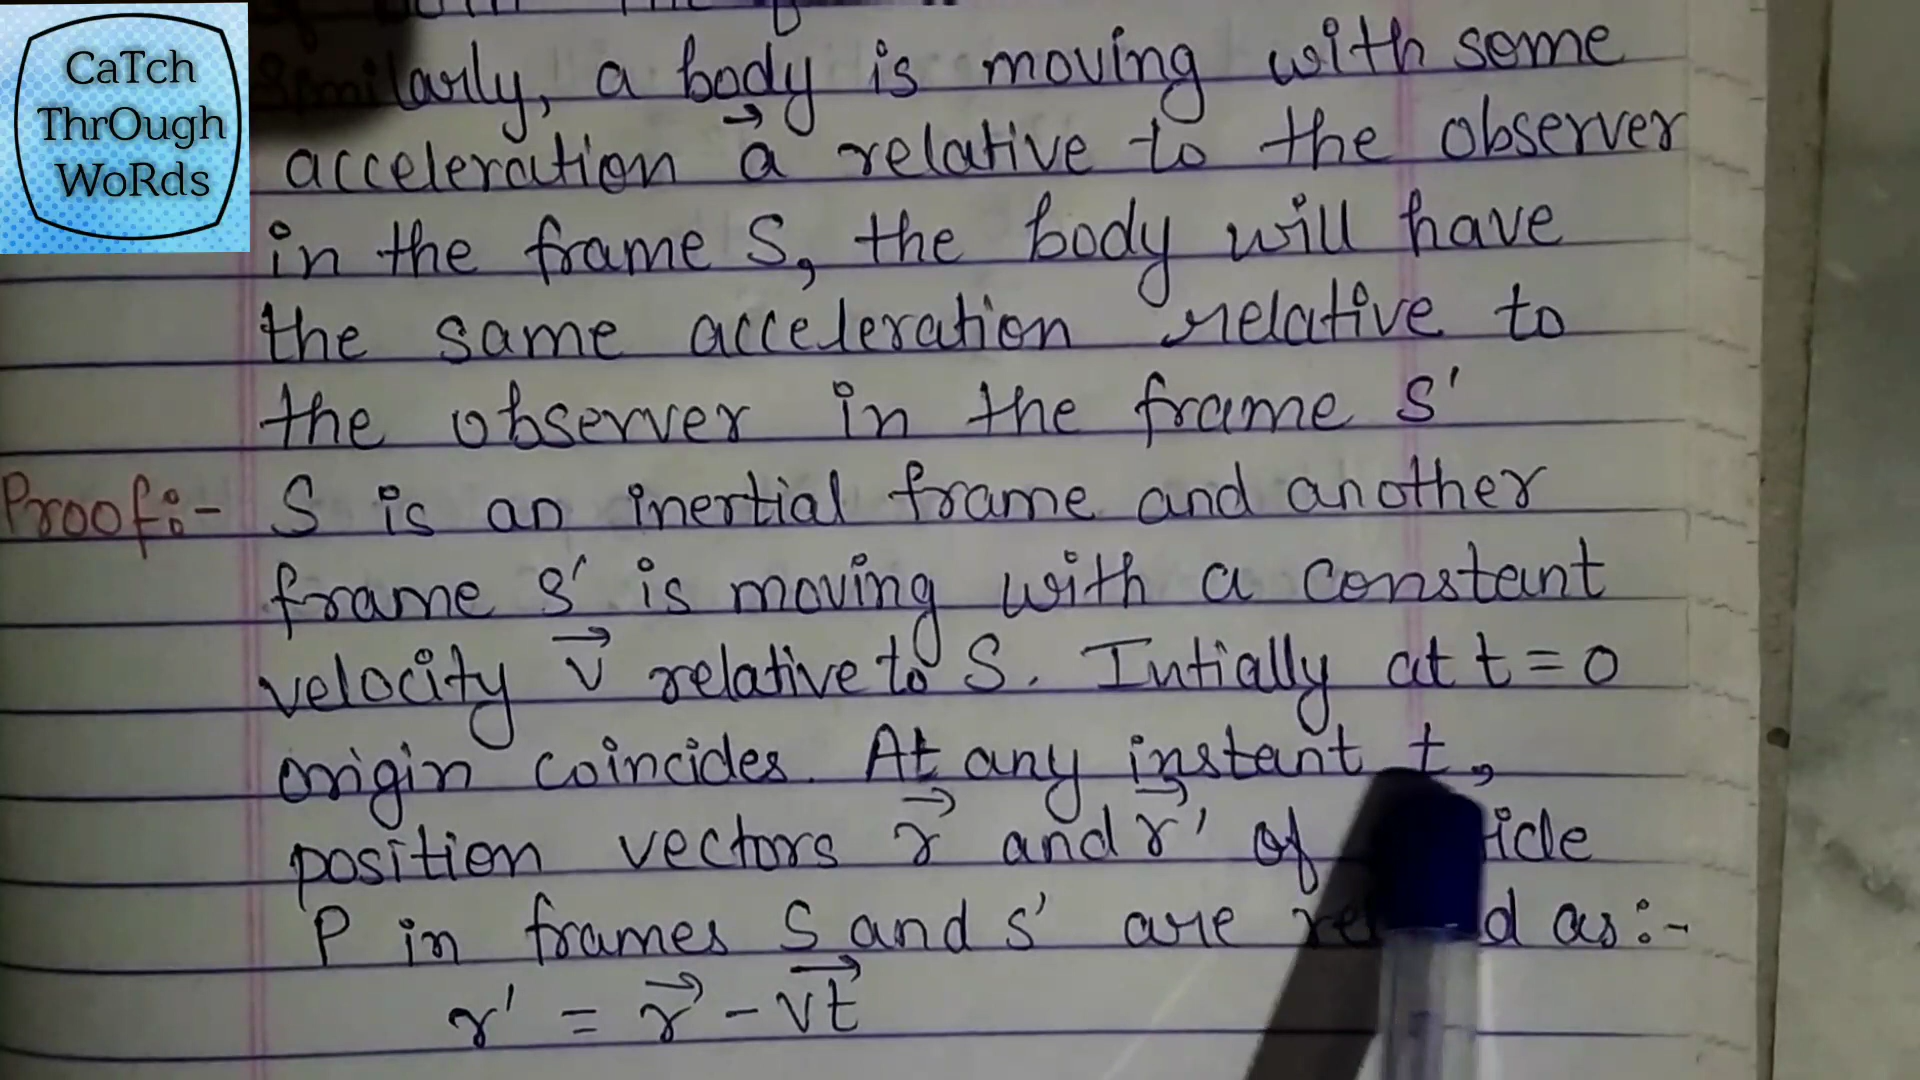 CaTch
ThrOugh
WoRds
Similarly, a body is moving with some
acceleration a⃗ relative to the observer
in the frame S, the body will have
the same acceleration relative to
the observer in the frame S'
Proof:- S is an inertial frame and another
frame S' is moving with a constant
velocity v⃗ relative to S. Intially at t = 0
origin coincides. At any instant t,
position vectors r⃗ and r⃗' of icle
P in frames S and S' are re d as:-
r' = r⃗ - v⃗t